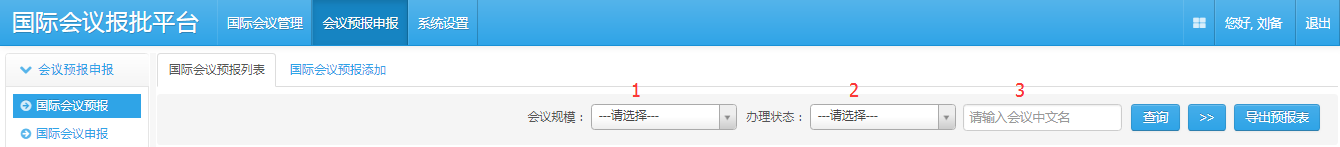 国际会议报批平台 国际会议管理 会议预报申报 系统设置 您好, 刘备 退出
会议预报申报 国际会议预报列表 国际会议预报添加
1 2 3
国际会议预报
会议规模： ---请选择--- 办理状态： ---请选择--- 请输入会议中文名 查询 >> 导出预报表
国际会议申报